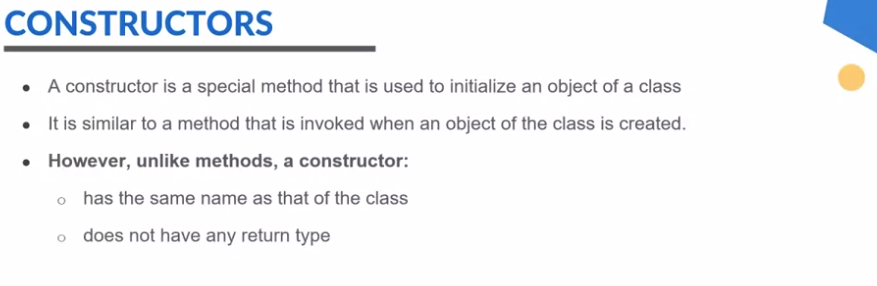 CONSTRUCTORS
• A constructor is a special method that is used to initialize an object of a class
• It is similar to a method that is invoked when an object of the class is created.
• However, unlike methods, a constructor:
○ has the same name as that of the class
○ does not have any return type